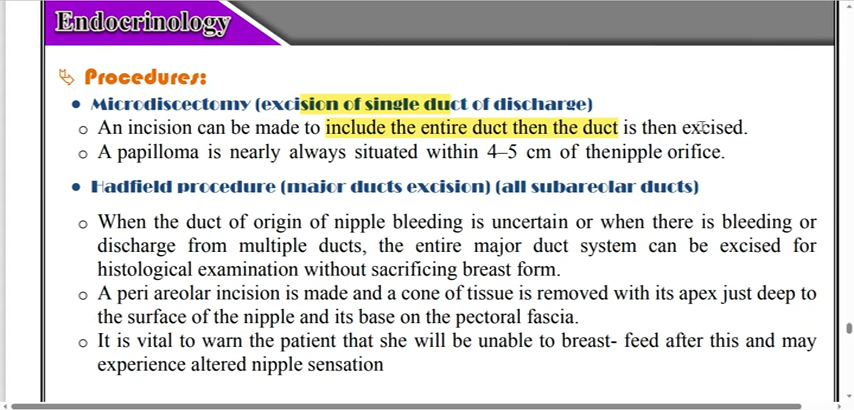 Endocrinology
Procedures:
• Microdiscectomy (excision of single duct of discharge)
o An incision can be made to include the entire duct then the duct is then excised.
o A papilloma is nearly always situated within 4–5 cm of thenipple orifice.
• Hadfield procedure (major ducts excision) (all subareolar ducts)
o When the duct of origin of nipple bleeding is uncertain or when there is bleeding or
discharge from multiple ducts, the entire major duct system can be excised for
histological examination without sacrificing breast form.
o A peri areolar incision is made and a cone of tissue is removed with its apex just deep to
the surface of the nipple and its base on the pectoral fascia.
o It is vital to warn the patient that she will be unable to breast- feed after this and may
experience altered nipple sensation